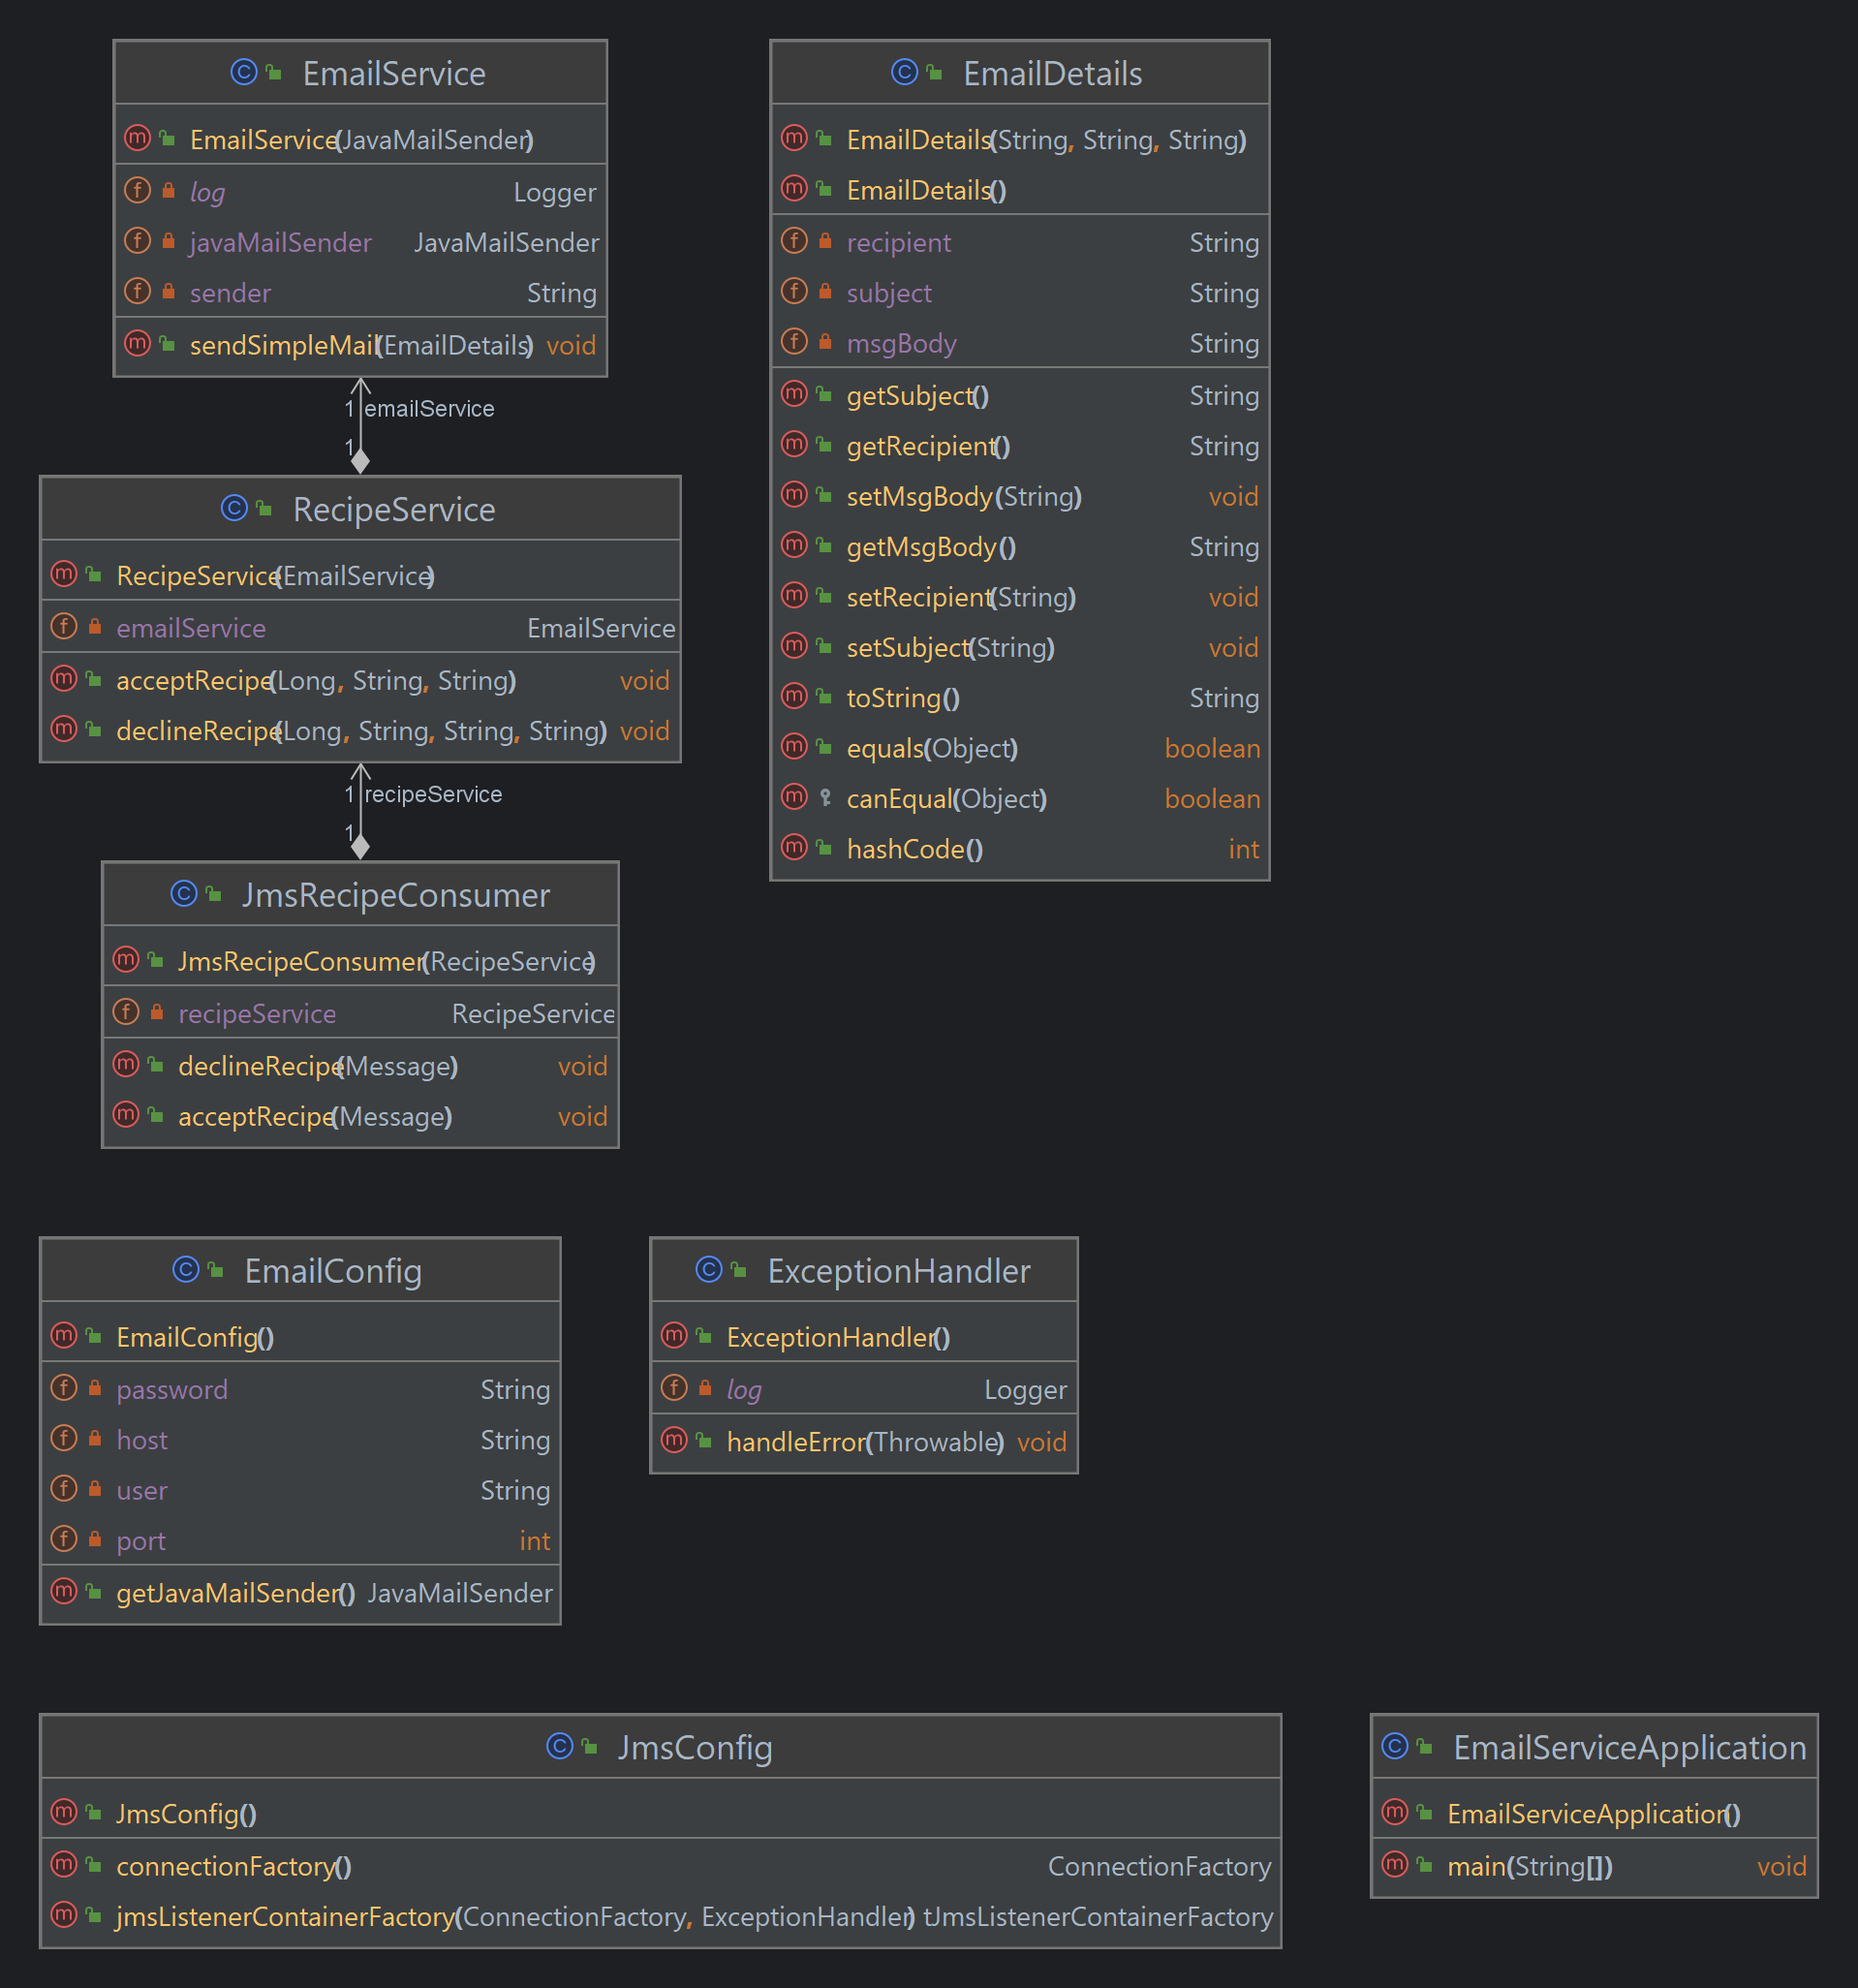 EmailService
EmailService(JavaMailSender)
log Logger
javaMailSender JavaMailSender
sender String
sendSimpleMail(EmailDetails) void
1 emailService
1
RecipeService
RecipeService(EmailService)
emailService EmailService
acceptRecipe(Long, String, String) void
declineRecipe(Long, String, String, String) void
1 recipeService
1
JmsRecipeConsumer
JmsRecipeConsumer(RecipeService)
recipeService RecipeService
declineRecipe(Message) void
acceptRecipe(Message) void
EmailDetails
EmailDetails(String, String, String)
EmailDetails()
recipient String
subject String
msgBody String
getSubject() String
getRecipient() String
setMsgBody(String) void
getMsgBody() String
setRecipient(String) void
setSubject(String) void
toString() String
equals(Object) boolean
canEqual(Object) boolean
hashCode() int
EmailConfig
EmailConfig()
password String
host String
user String
port int
getJavaMailSender() JavaMailSender
ExceptionHandler
ExceptionHandler()
log Logger
handleError(Throwable) void
JmsConfig
JmsConfig()
connectionFactory() ConnectionFactory
jmsListenerContainerFactory(ConnectionFactory, ExceptionHandler) tJmsListenerContainerFactory
EmailServiceApplication
EmailServiceApplication()
main(String[]) void